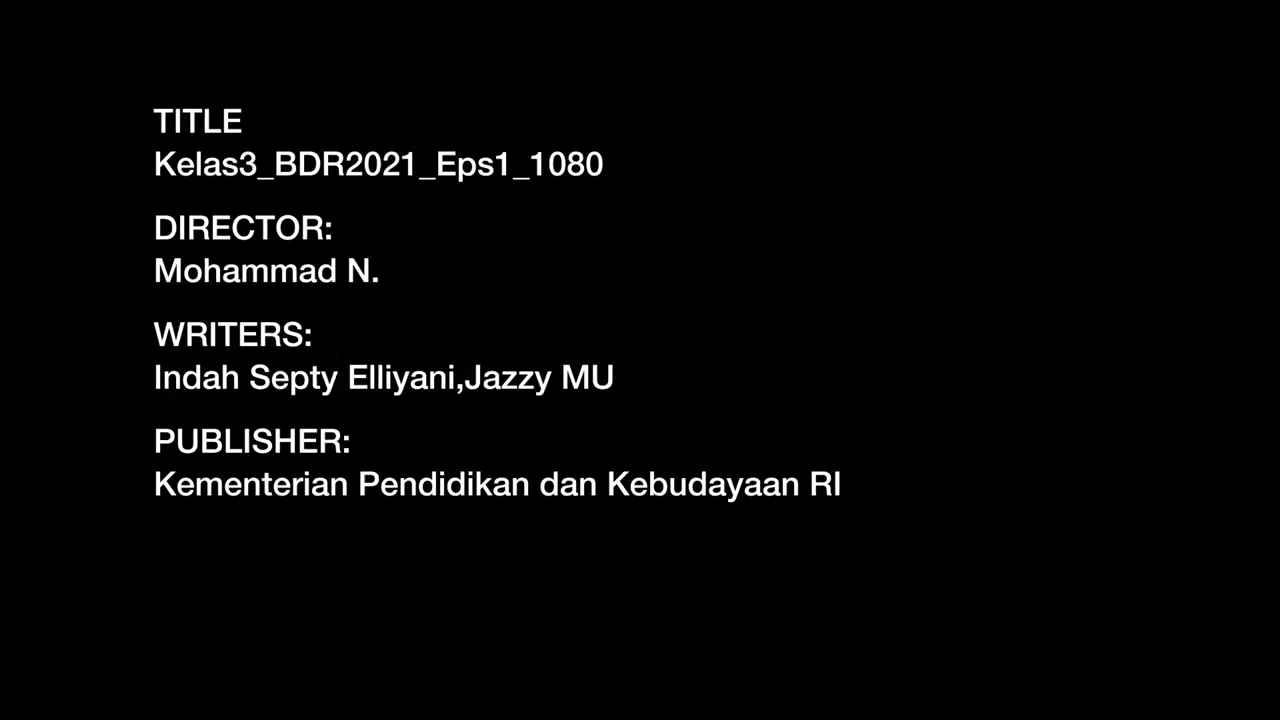 TITLE
Kelas3_BDR2021_Eps1_1080
DIRECTOR:
Mohammad N.
WRITERS:
Indah Septy Elliyani,Jazzy MU
PUBLISHER:
Kementerian Pendidikan dan Kebudayaan RI